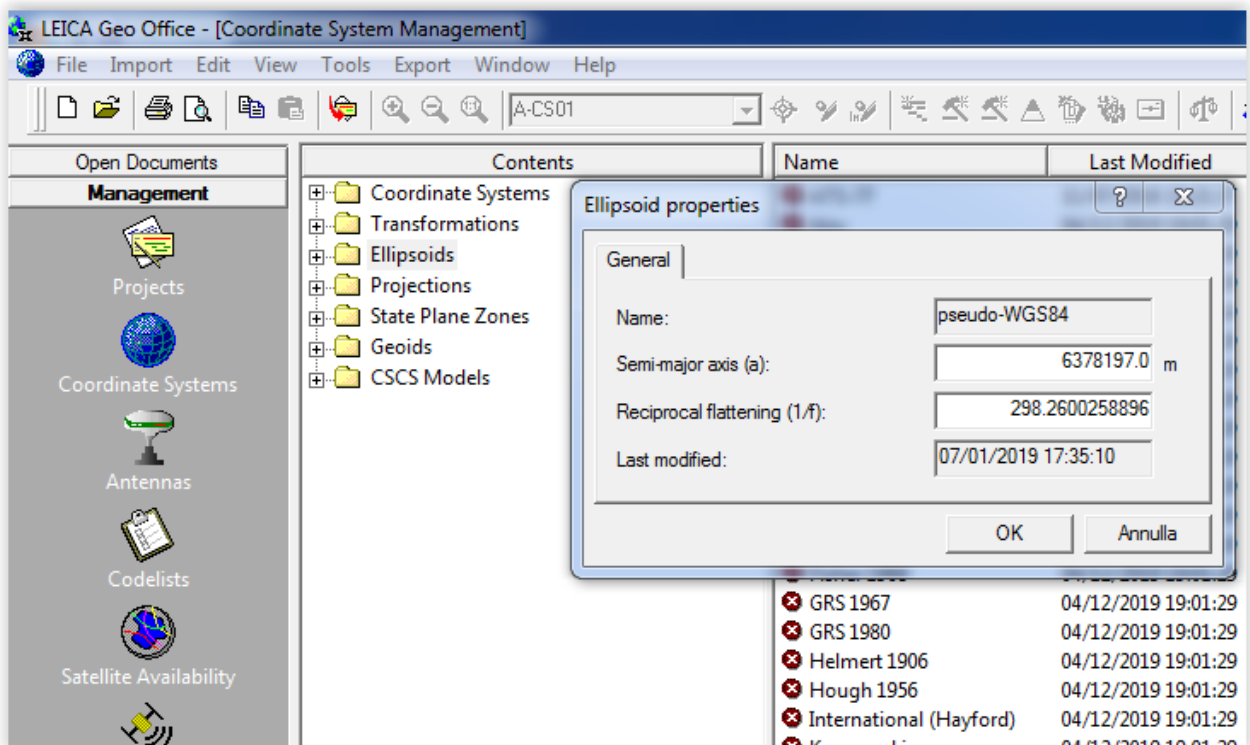 LEICA Geo Office - [Coordinate System Management]
File Import Edit View Tools Export Window Help
A-CS01
Open Documents
Management
Projects
Coordinate Systems
Antennas
Codelists
Satellite Availability
Contents
Coordinate Systems
Transformations
Ellipsoids
Projections
State Plane Zones
Geoids
CSCS Models
Name Last Modified
Ellipsoid properties
General
Name: pseudo-WGS84
Semi-major axis (a): 6378197.0 m
Reciprocal flattening (1/f): 298.2600258896
Last modified: 07/01/2019 17:35:10
OK Annulla
GRS 1967 04/12/2019 19:01:29
GRS 1980 04/12/2019 19:01:29
Helmert 1906 04/12/2019 19:01:29
Hough 1956 04/12/2019 19:01:29
International (Hayford) 04/12/2019 19:01:29